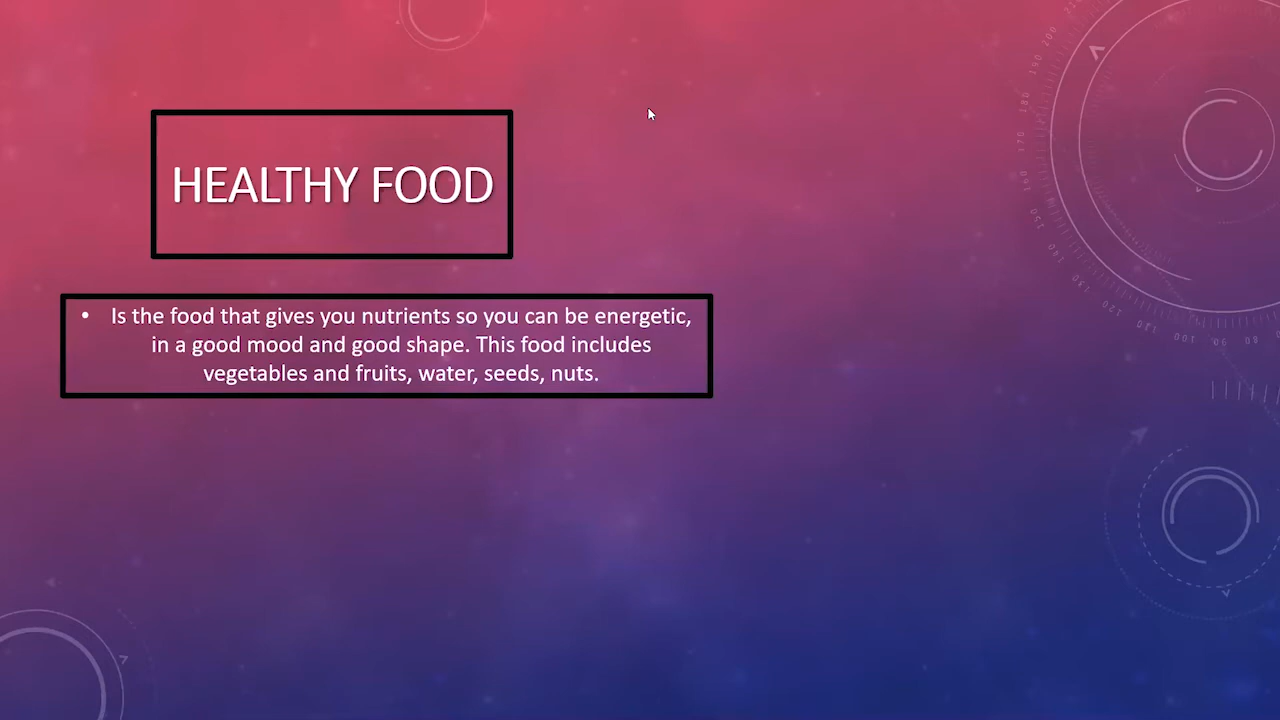 HEALTHY FOOD
• Is the food that gives you nutrients so you can be energetic,
in a good mood and good shape. This food includes
vegetables and fruits, water, seeds, nuts.